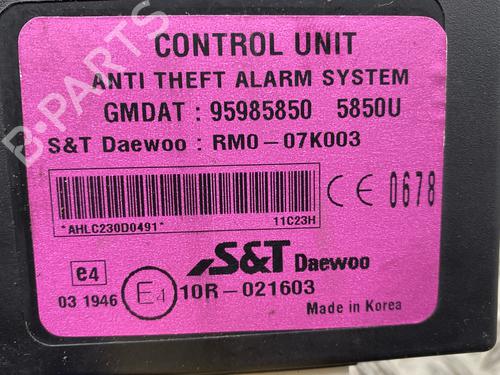 CONTROL UNIT
ANTI THEFT ALARM SYSTEM
GMDAT : 95985850 5850U
S&T Daewoo : RM0-07K003
*AHLC230D0491* 11C23H
CE 0678
e4
S&T Daewoo
03 1946 E4 10R-021603
Made in Korea
B-PARTS